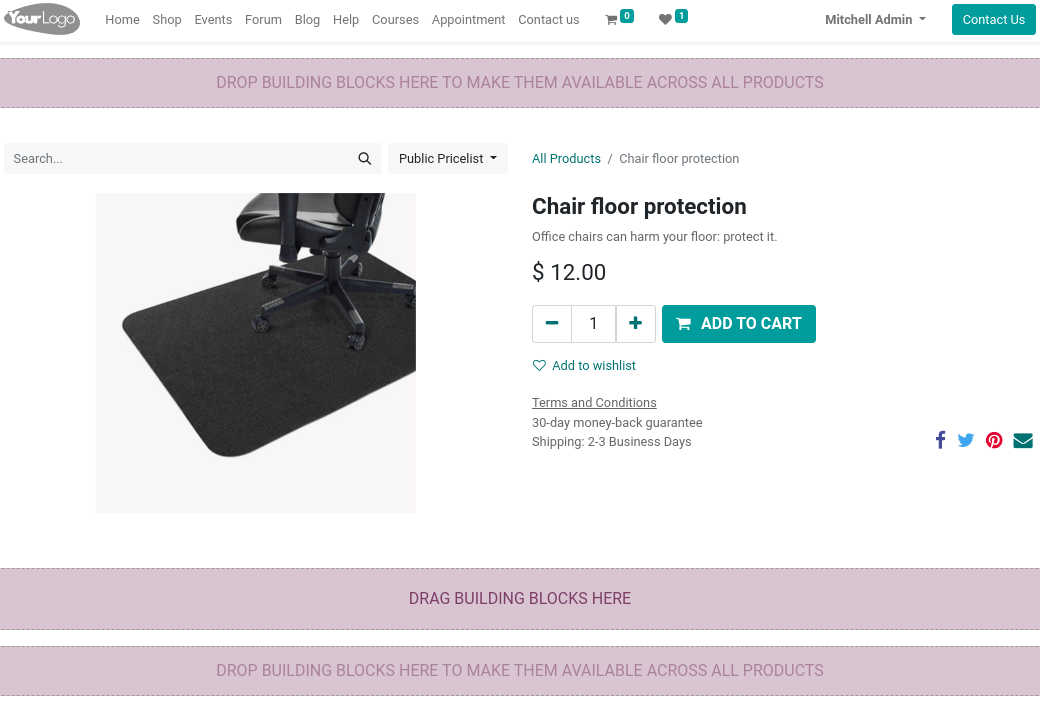 YourLogo
Home Shop Events Forum Blog Help Courses Appointment Contact us 0 1 Mitchell Admin Contact Us
DROP BUILDING BLOCKS HERE TO MAKE THEM AVAILABLE ACROSS ALL PRODUCTS
Search... Public Pricelist
All Products / Chair floor protection
Chair floor protection
Office chairs can harm your floor: protect it.
$ 12.00
1 ADD TO CART
Add to wishlist
Terms and Conditions
30-day money-back guarantee
Shipping: 2-3 Business Days
DRAG BUILDING BLOCKS HERE
DROP BUILDING BLOCKS HERE TO MAKE THEM AVAILABLE ACROSS ALL PRODUCTS